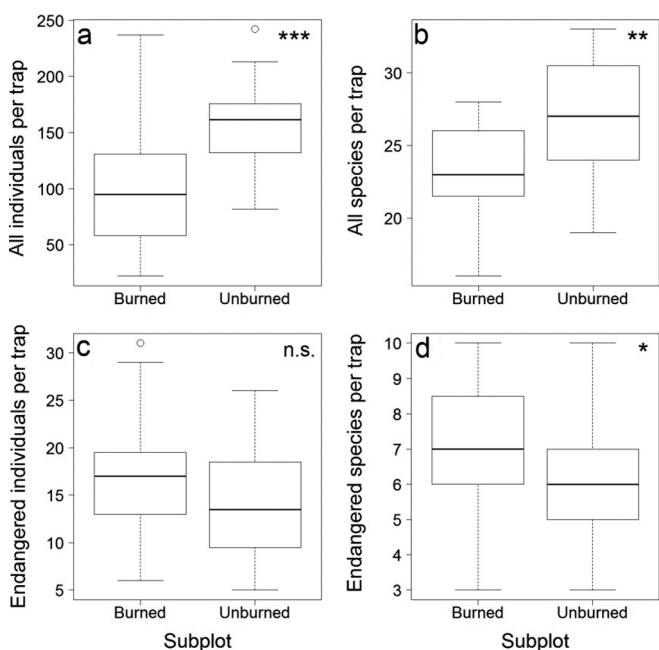 a
***
All individuals per trap
250
200
150
100
50
Burned
Unburned
b
**
All species per trap
30
25
20
Burned
Unburned
c
n.s.
Endangered individuals per trap
30
25
20
15
10
5
Burned
Unburned
Subplot
d
*
Endangered species per trap
10
9
8
7
6
5
4
3
Burned
Unburned
Subplot